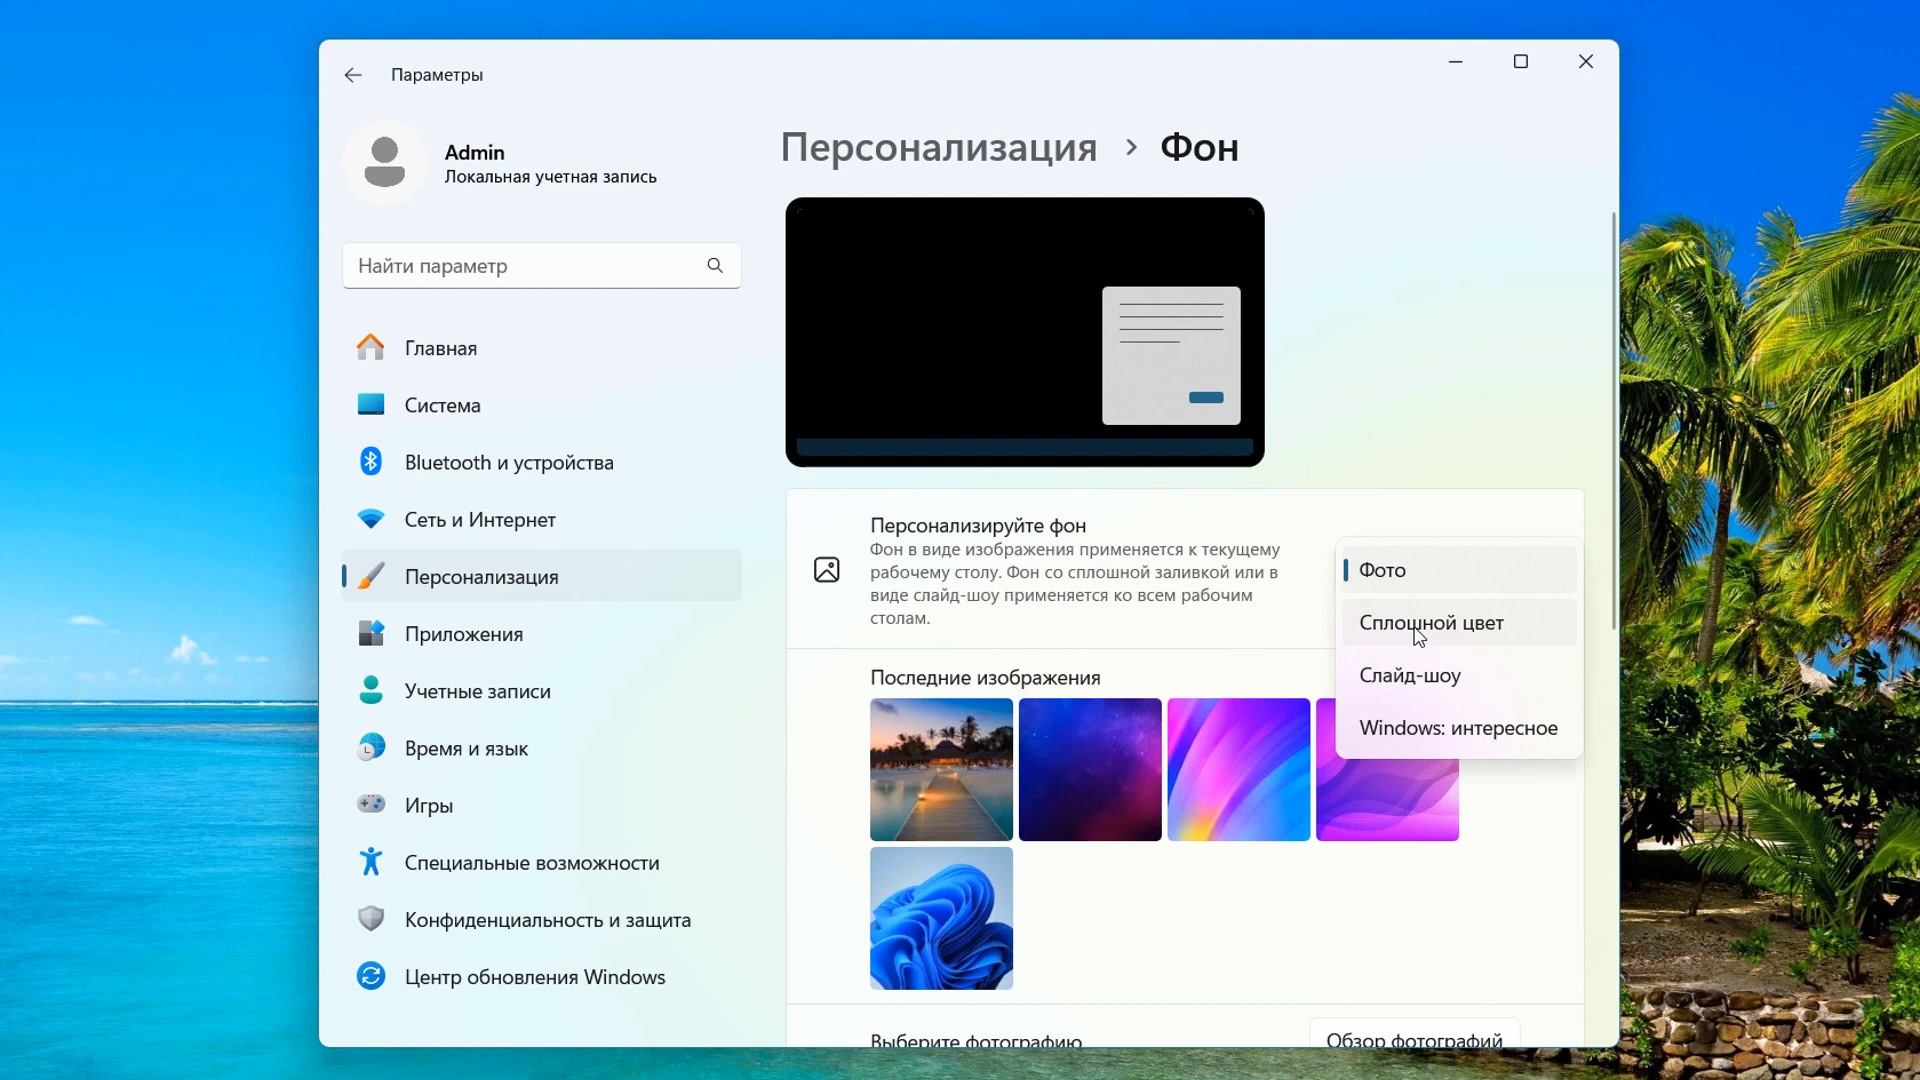 Параметры
Admin
Локальная учетная запись
Найти параметр
Главная
Система
Bluetooth и устройства
Сеть и Интернет
Персонализация
Приложения
Учетные записи
Время и язык
Игры
Специальные возможности
Конфиденциальность и защита
Центр обновления Windows
Персонализация > Фон
Персонализируйте фон
Фон в виде изображения применяется к текущему
рабочему столу. Фон со сплошной заливкой или в
виде слайд-шоу применяется ко всем рабочим
столам.
Фото
Сплошной цвет
Слайд-шоу
Windows: интересное
Последние изображения
Выберите фотографию
Обзор фотографий